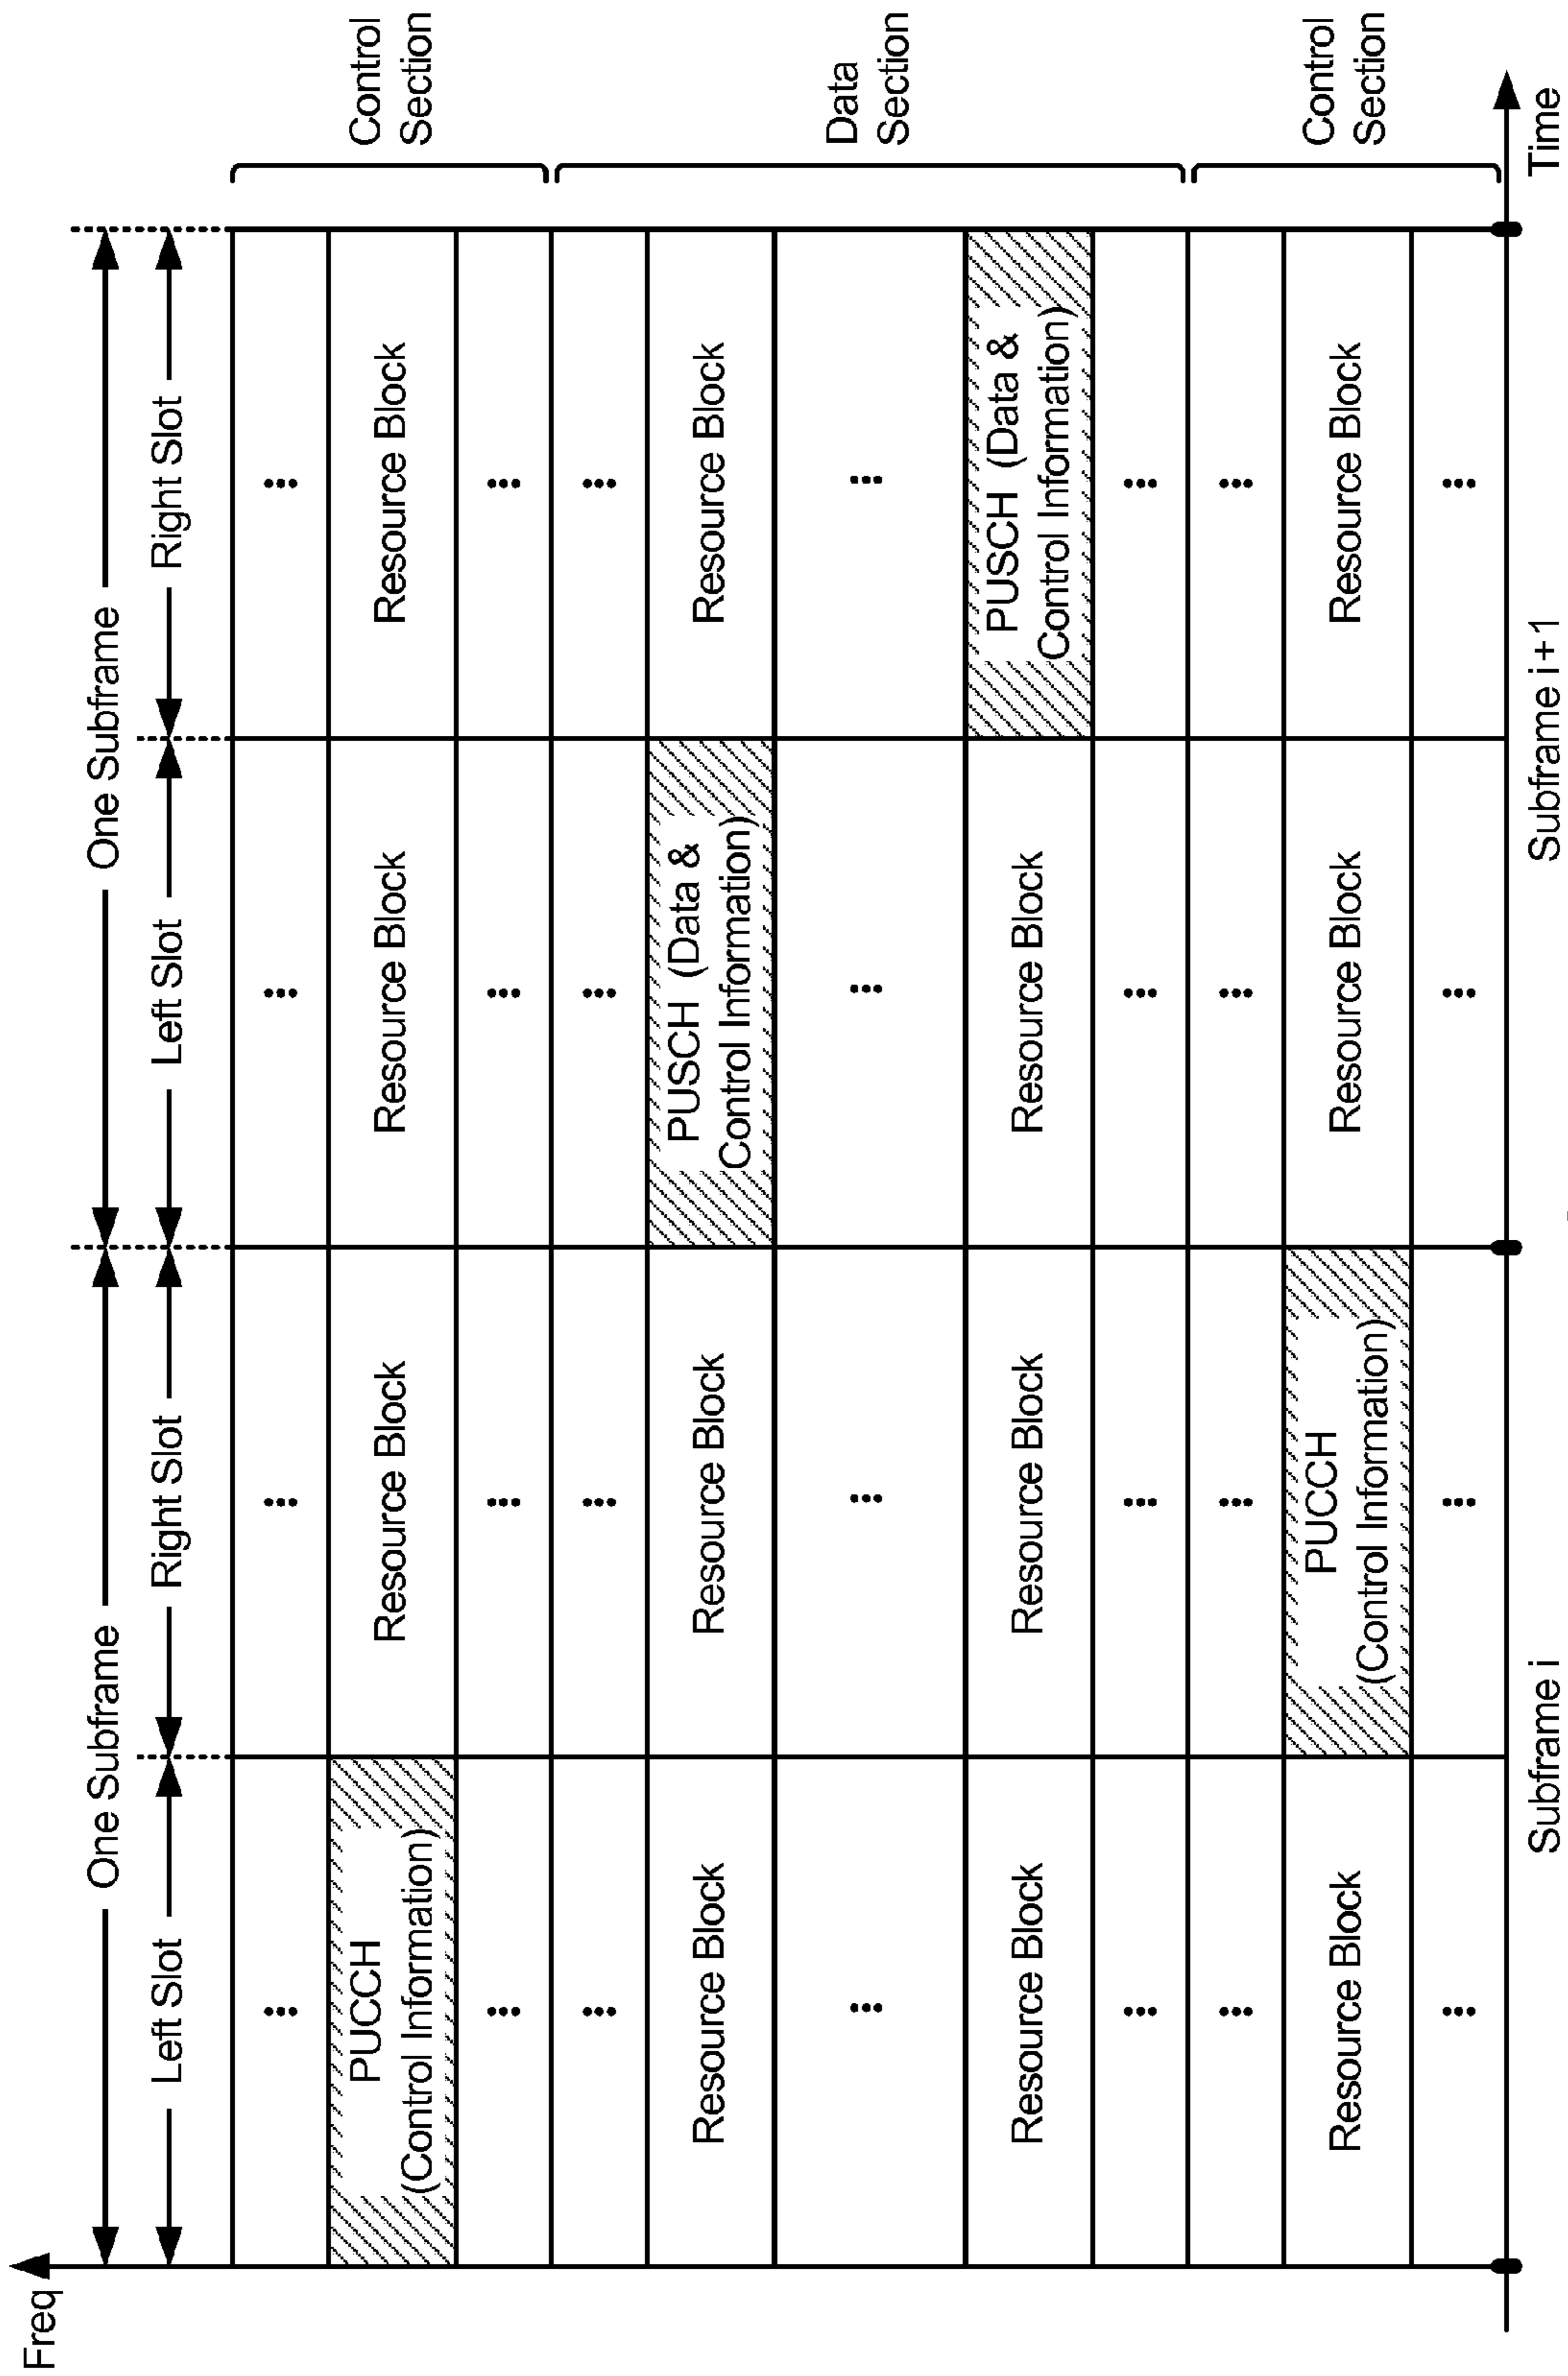 Freq
One Subframe
One Subframe
Left Slot
Right Slot
Left Slot
Right Slot
... ... ... ...
PUCCH
(Control Information)
Resource Block
Resource Block
Resource Block
Control
Section
... ... ... ...
... ... ... ...
Resource Block
Resource Block
PUSCH (Data &
Control Information)
Resource Block
... ... ... ...
Data
Section
Resource Block
Resource Block
Resource Block
PUSCH (Data &
Control Information)
... ... ... ...
... ... ... ...
Resource Block
PUCCH
(Control Information)
Resource Block
Resource Block
Control
Section
... ... ... ...
Subframe i
Subframe i+1
Time